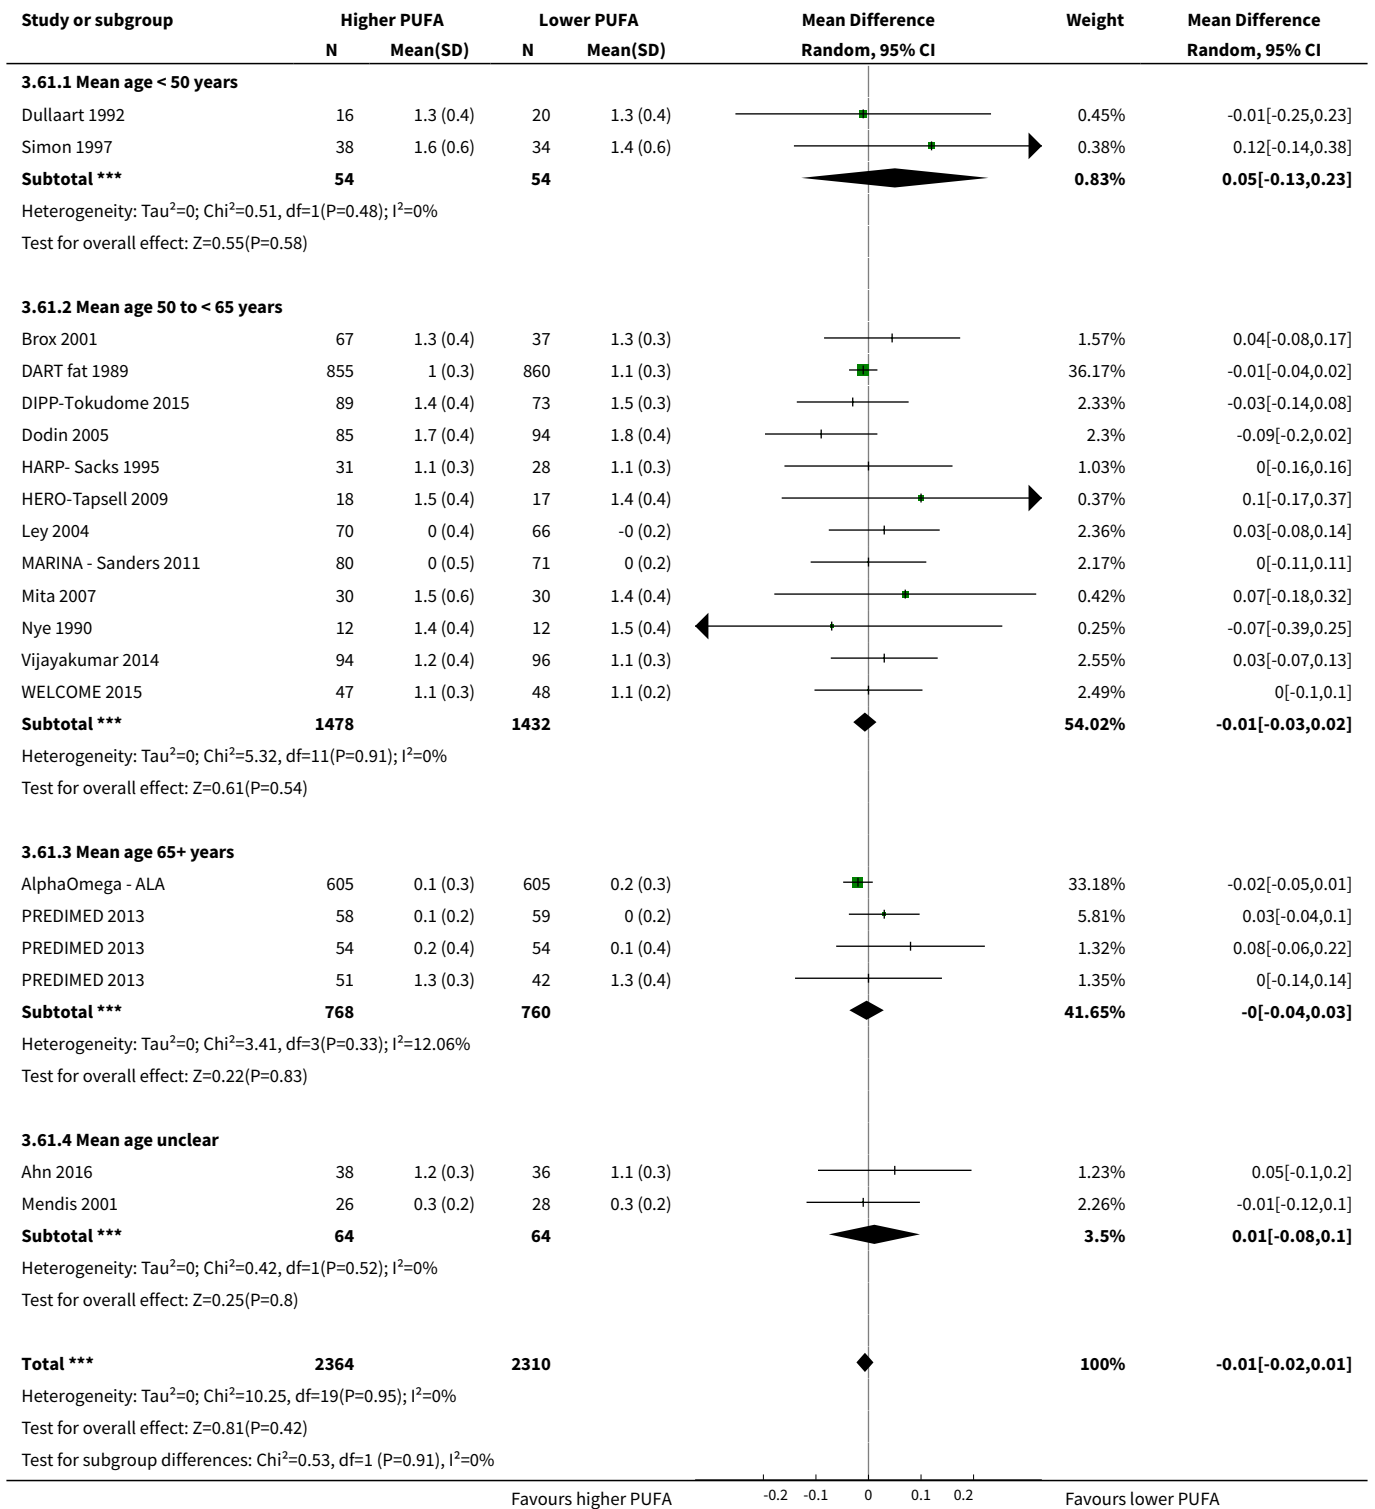 Study or subgroup Higher PUFA Lower PUFA Mean Difference Weight Mean Difference
N Mean(SD) N Mean(SD) Random, 95% CI Random, 95% CI
3.61.1 Mean age < 50 years
Dullaart 1992 16 1.3 (0.4) 20 1.3 (0.4) 0.45% -0.01[-0.25,0.23]
Simon 1997 38 1.6 (0.6) 34 1.4 (0.6) 0.38% 0.12[-0.14,0.38]
Subtotal *** 54 54 0.83% 0.05[-0.13,0.23]
Heterogeneity: Tau²=0; Chi²=0.51, df=1(P=0.48); I²=0%
Test for overall effect: Z=0.55(P=0.58)
3.61.2 Mean age 50 to < 65 years
Brox 2001 67 1.3 (0.4) 37 1.3 (0.3) 1.57% 0.04[-0.08,0.17]
DART fat 1989 855 1 (0.3) 860 1.1 (0.3) 36.17% -0.01[-0.04,0.02]
DIPP-Tokudome 2015 89 1.4 (0.4) 73 1.5 (0.3) 2.33% -0.03[-0.14,0.08]
Dodin 2005 85 1.7 (0.4) 94 1.8 (0.4) 2.3% -0.09[-0.2,0.02]
HARP- Sacks 1995 31 1.1 (0.3) 28 1.1 (0.3) 1.03% 0[-0.16,0.16]
HERO-Tapsell 2009 18 1.5 (0.4) 17 1.4 (0.4) 0.37% 0.1[-0.17,0.37]
Ley 2004 70 0 (0.4) 66 -0 (0.2) 2.36% 0.03[-0.08,0.14]
MARINA - Sanders 2011 80 0 (0.5) 71 0 (0.2) 2.17% 0[-0.11,0.11]
Mita 2007 30 1.5 (0.6) 30 1.4 (0.4) 0.42% 0.07[-0.18,0.32]
Nye 1990 12 1.4 (0.4) 12 1.5 (0.4) 0.25% -0.07[-0.39,0.25]
Vijayakumar 2014 94 1.2 (0.4) 96 1.1 (0.3) 2.55% 0.03[-0.07,0.13]
WELCOME 2015 47 1.1 (0.3) 48 1.1 (0.2) 2.49% 0[-0.1,0.1]
Subtotal *** 1478 1432 54.02% -0.01[-0.03,0.02]
Heterogeneity: Tau²=0; Chi²=5.32, df=11(P=0.91); I²=0%
Test for overall effect: Z=0.61(P=0.54)
3.61.3 Mean age 65+ years
AlphaOmega - ALA 605 0.1 (0.3) 605 0.2 (0.3) 33.18% -0.02[-0.05,0.01]
PREDIMED 2013 58 0.1 (0.2) 59 0 (0.2) 5.81% 0.03[-0.04,0.1]
PREDIMED 2013 54 0.2 (0.4) 54 0.1 (0.4) 1.32% 0.08[-0.06,0.22]
PREDIMED 2013 51 1.3 (0.3) 42 1.3 (0.4) 1.35% 0[-0.14,0.14]
Subtotal *** 768 760 41.65% -0[-0.04,0.03]
Heterogeneity: Tau²=0; Chi²=3.41, df=3(P=0.33); I²=12.06%
Test for overall effect: Z=0.22(P=0.83)
3.61.4 Mean age unclear
Ahn 2016 38 1.2 (0.3) 36 1.1 (0.3) 1.23% 0.05[-0.1,0.2]
Mendis 2001 26 0.3 (0.2) 28 0.3 (0.2) 2.26% -0.01[-0.12,0.1]
Subtotal *** 64 64 3.5% 0.01[-0.08,0.1]
Heterogeneity: Tau²=0; Chi²=0.42, df=1(P=0.52); I²=0%
Test for overall effect: Z=0.25(P=0.8)
Total *** 2364 2310 100% -0.01[-0.02,0.01]
Heterogeneity: Tau²=0; Chi²=10.25, df=19(P=0.95); I²=0%
Test for overall effect: Z=0.81(P=0.42)
Test for subgroup differences: Chi²=0.53, df=1 (P=0.91), I²=0%
Favours higher PUFA -0.2 -0.1 0 0.1 0.2 Favours lower PUFA